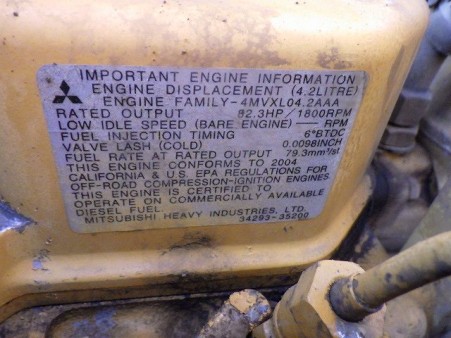 IMPORTANT ENGINE INFORMATION
ENGINE DISPLACEMENT (4.2LITRE)
ENGINE FAMILY-4MVXL04.2AAA
RATED OUTPUT 82.3HP/1800RPM
LOW IDLE SPEED (BARE ENGINE) —— RPM
FUEL INJECTION TIMING 6°BTDC
VALVE LASH (COLD) 0.0098INCH
FUEL RATE AT RATED OUTPUT 79.3mm³/st
THIS ENGINE CONFORMS TO 2004
CALIFORNIA & U.S. EPA REGULATIONS FOR
OFF-ROAD COMPRESSION-IGNITION ENGINES
THIS ENGINE IS CERTIFIED TO
OPERATE ON COMMERCIALLY AVAILABLE
DIESEL FUEL.
MITSUBISHI HEAVY INDUSTRIES, LTD.
34293-35200